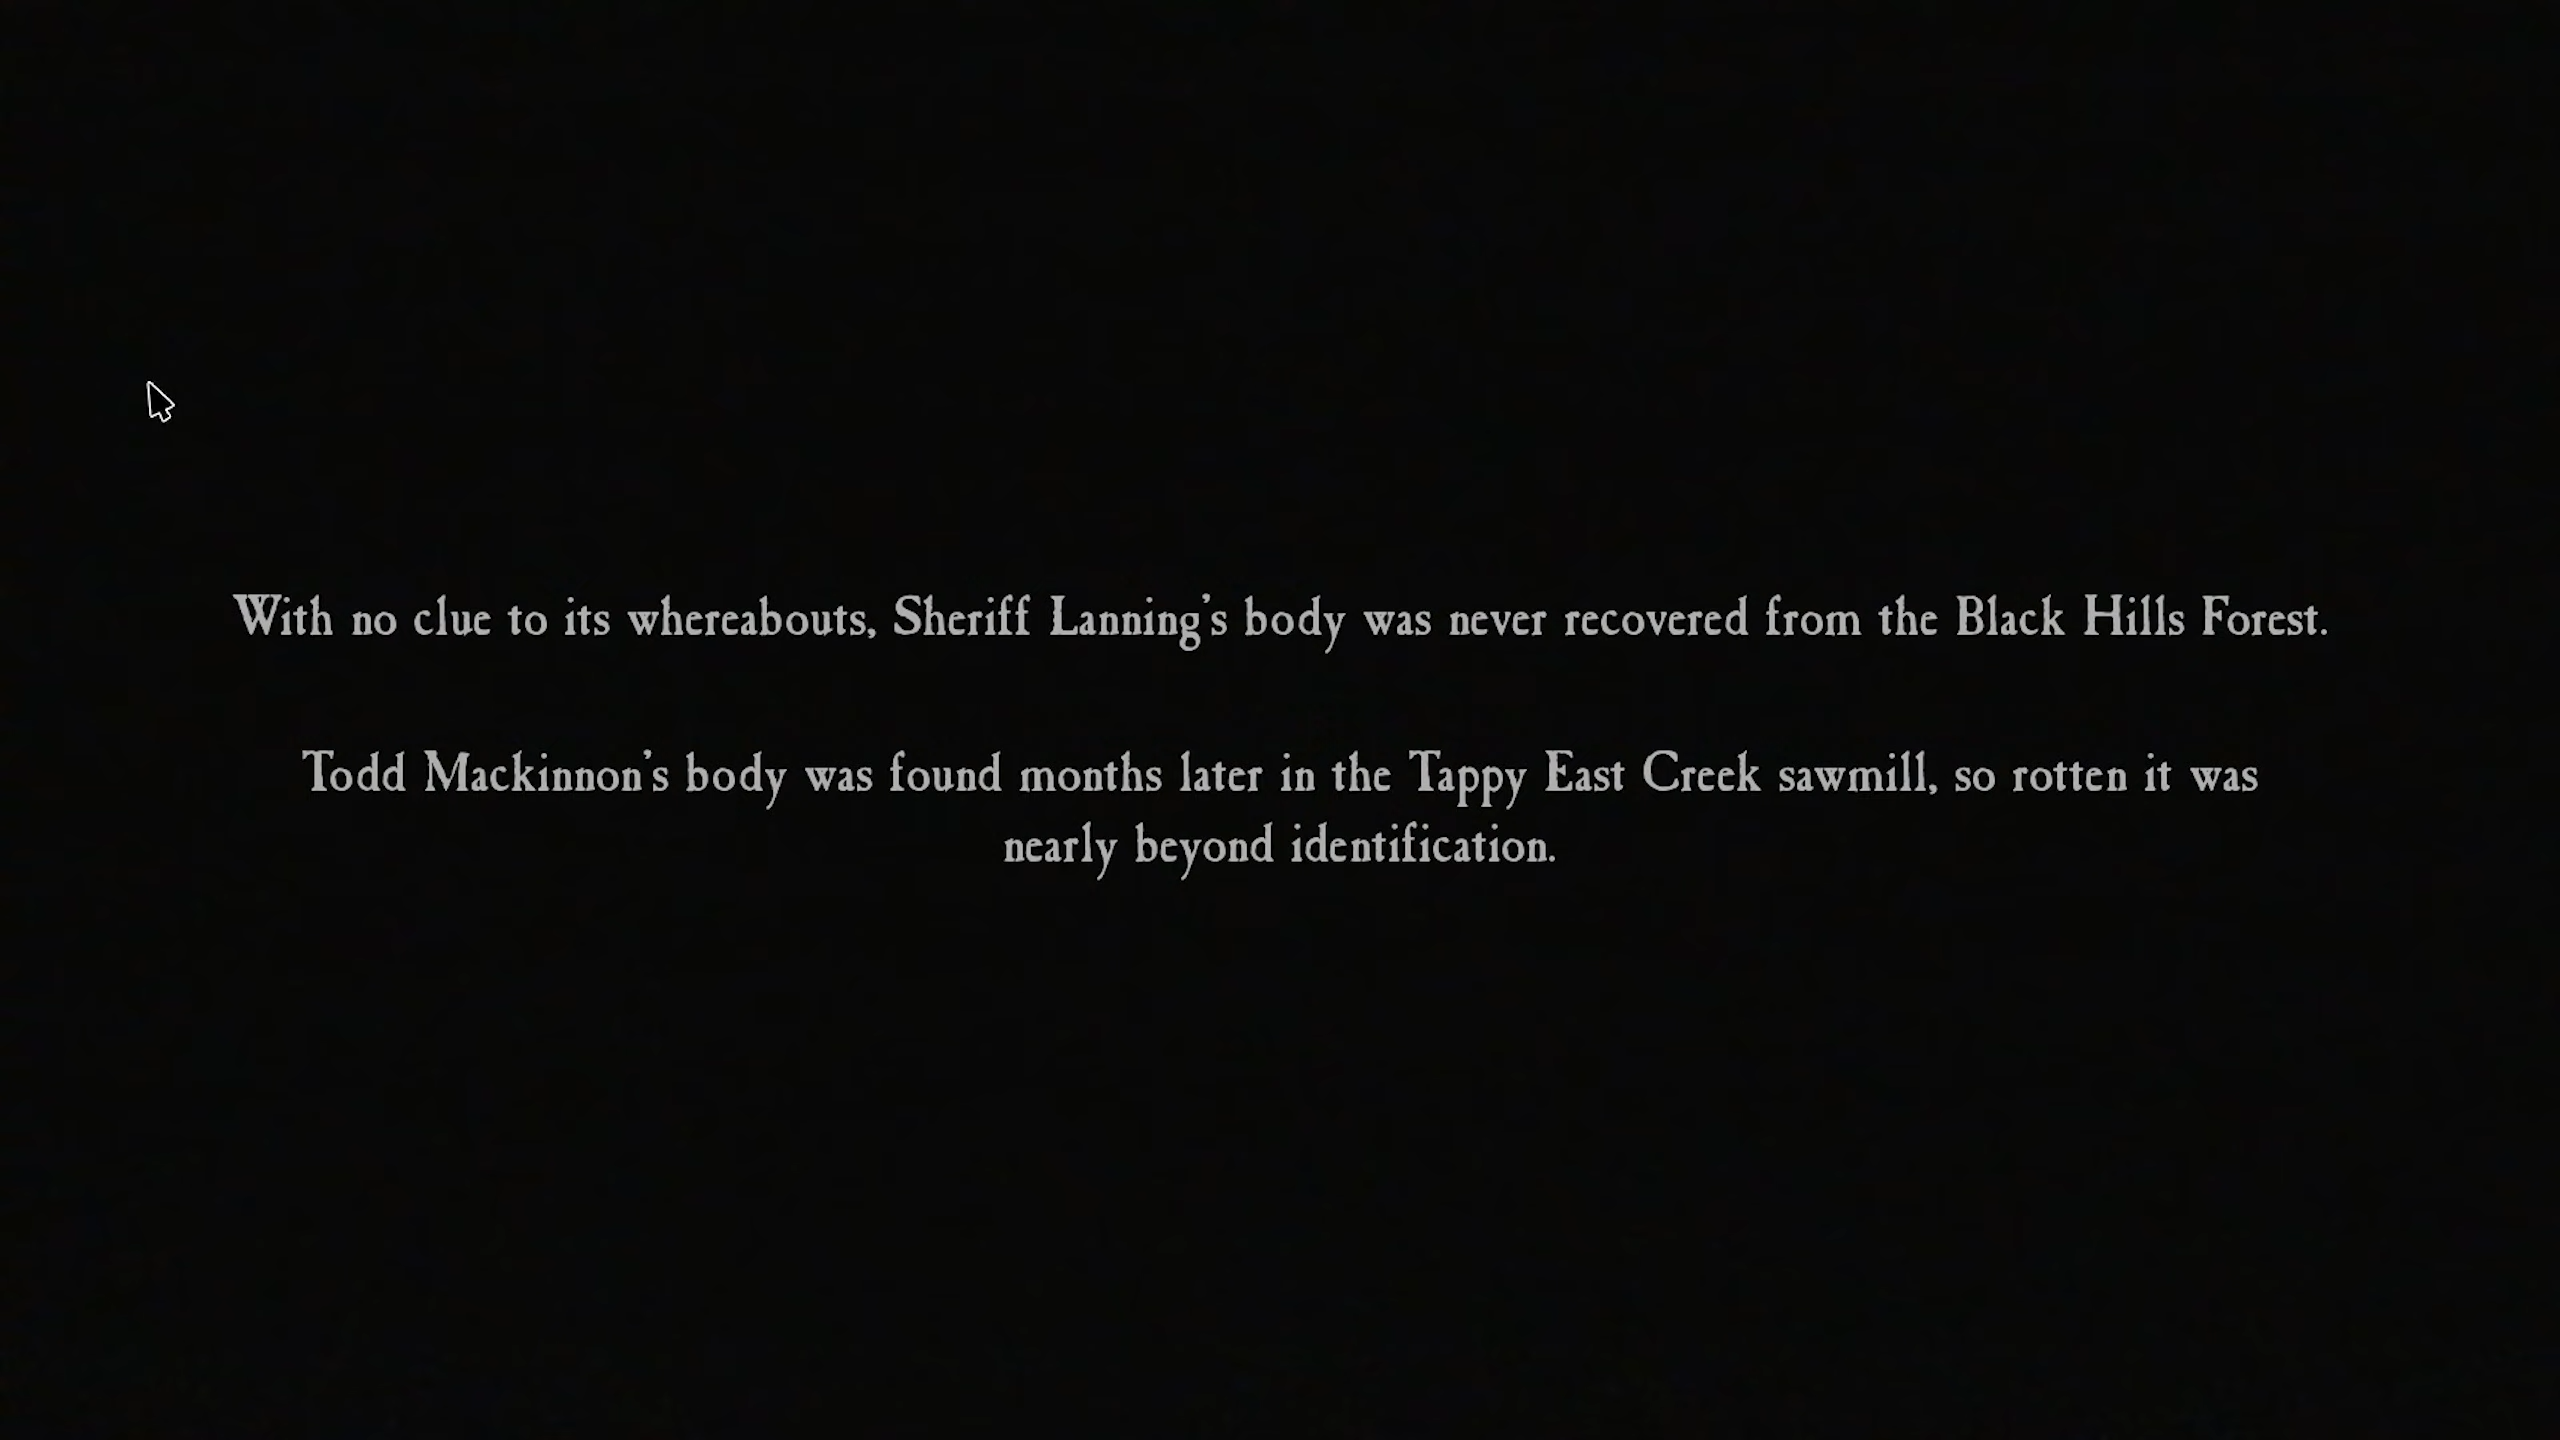 With no clue to its whereabouts, Sheriff Lanning's body was never recovered from the Black Hills Forest.
Todd Mackinnon's body was found months later in the Tappy East Creek sawmill, so rotten it was
nearly beyond identification.